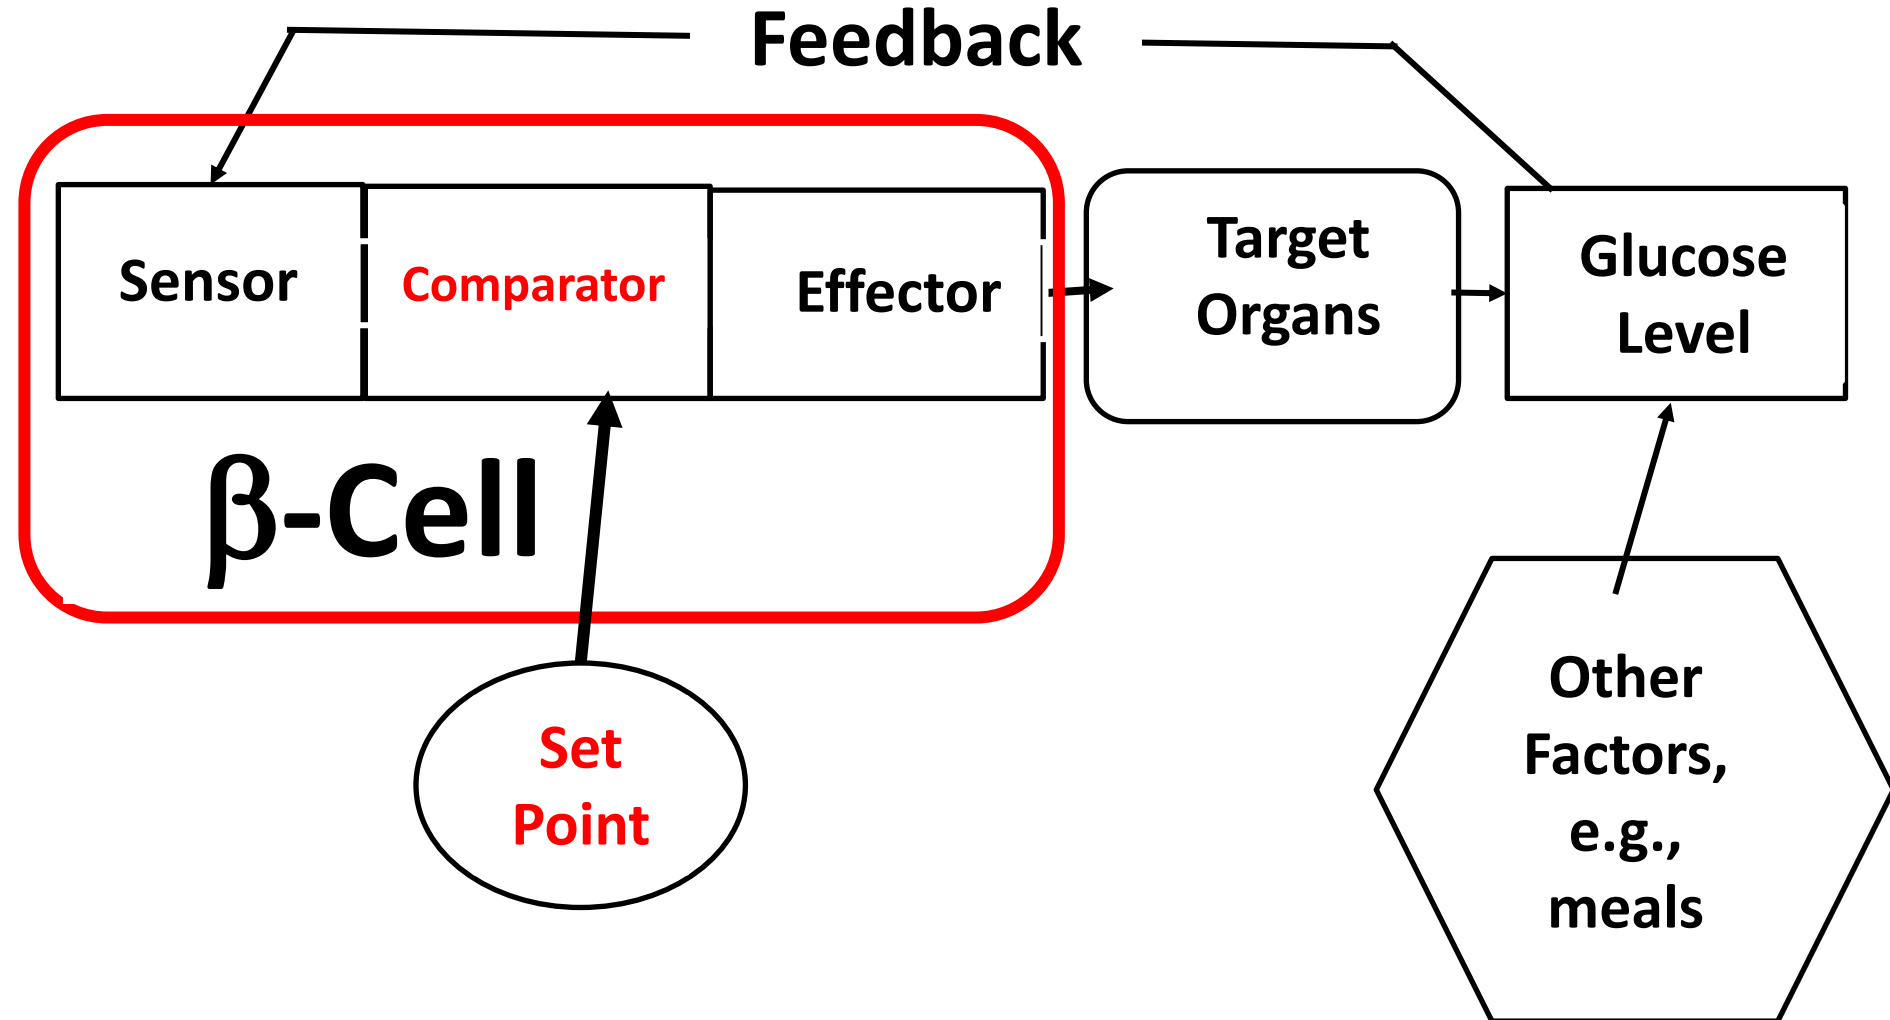 Feedback
Sensor
Comparator
Effector
Target
Organs
Glucose
Level
β-Cell
Set
Point
Other
Factors,
e.g.,
meals